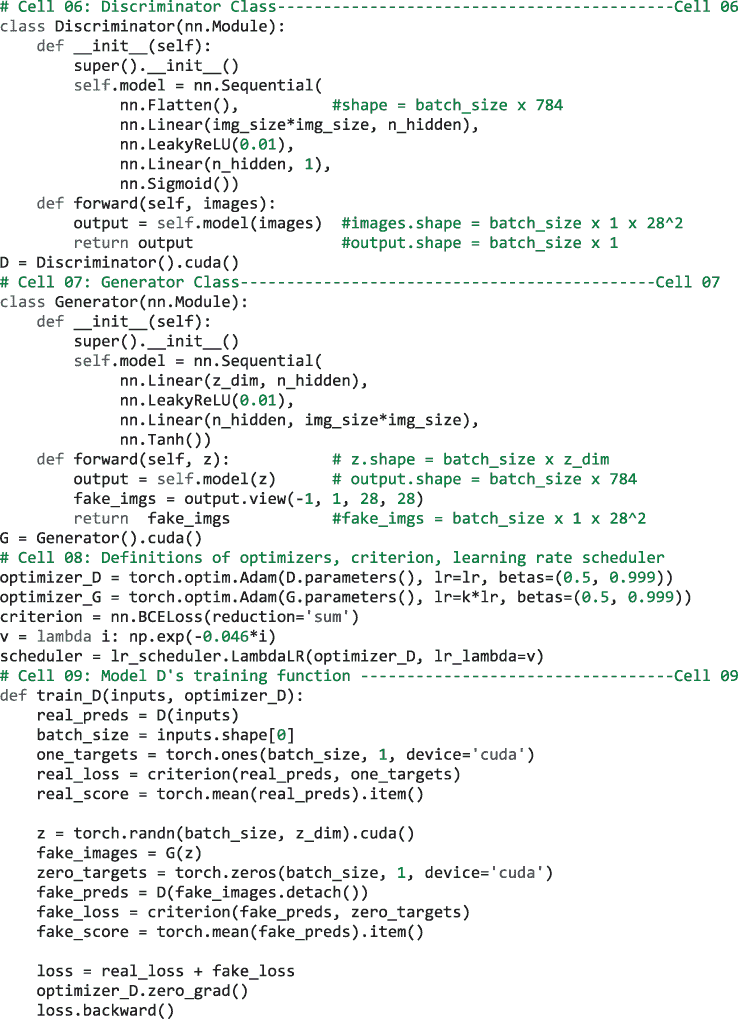 # Cell 06: Discriminator Class-------------------------------------------Cell 06
class Discriminator(nn.Module):
    def __init__(self):
        super().__init__()
        self.model = nn.Sequential(
             nn.Flatten(),          #shape = batch_size x 784
             nn.Linear(img_size*img_size, n_hidden),
             nn.LeakyReLU(0.01),
             nn.Linear(n_hidden, 1),
             nn.Sigmoid())
    def forward(self, images):
        output = self.model(images)  #images.shape = batch_size x 1 x 28^2
        return output                #output.shape = batch_size x 1
D = Discriminator().cuda()
# Cell 07: Generator Class---------------------------------------------Cell 07
class Generator(nn.Module):
    def __init__(self):
        super().__init__()
        self.model = nn.Sequential(
             nn.Linear(z_dim, n_hidden),
             nn.LeakyReLU(0.01),
             nn.Linear(n_hidden, img_size*img_size),
             nn.Tanh())
    def forward(self, z):           # z.shape = batch_size x z_dim
        output = self.model(z)      # output.shape = batch_size x 784
        fake_imgs = output.view(-1, 1, 28, 28)
        return  fake_imgs           #fake_imgs = batch_size x 1 x 28^2
G = Generator().cuda()
# Cell 08: Definitions of optimizers, criterion, learning rate scheduler
optimizer_D = torch.optim.Adam(D.parameters(), lr=lr, betas=(0.5, 0.999))
optimizer_G = torch.optim.Adam(G.parameters(), lr=k*lr, betas=(0.5, 0.999))
criterion = nn.BCELoss(reduction='sum')
v = lambda i: np.exp(-0.046*i)
scheduler = lr_scheduler.LambdaLR(optimizer_D, lr_lambda=v)
# Cell 09: Model D's training function ----------------------------------Cell 09
def train_D(inputs, optimizer_D):
    real_preds = D(inputs)
    batch_size = inputs.shape[0]
    one_targets = torch.ones(batch_size, 1, device='cuda')
    real_loss = criterion(real_preds, one_targets)
    real_score = torch.mean(real_preds).item()

    z = torch.randn(batch_size, z_dim).cuda()
    fake_images = G(z)
    zero_targets = torch.zeros(batch_size, 1, device='cuda')
    fake_preds = D(fake_images.detach())
    fake_loss = criterion(fake_preds, zero_targets)
    fake_score = torch.mean(fake_preds).item()

    loss = real_loss + fake_loss
    optimizer_D.zero_grad()
    loss.backward()